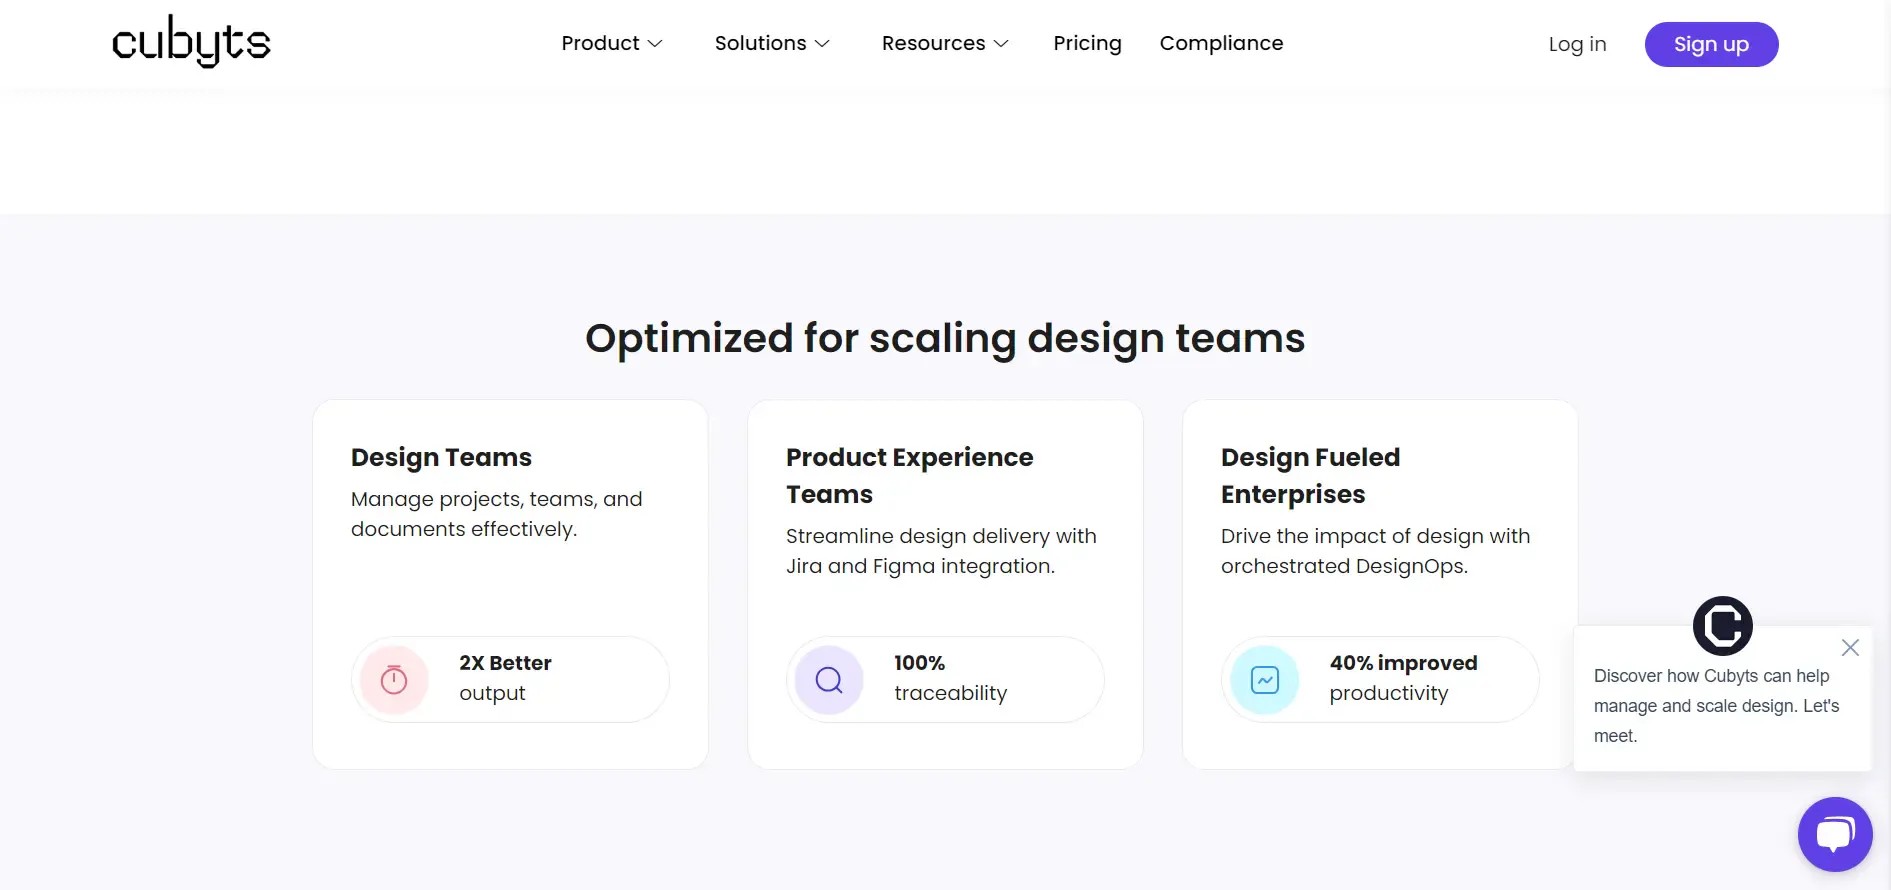 cubyts
Product
Solutions
Resources
Pricing
Compliance
Log in
Sign up
Optimized for scaling design teams
Design Teams
Manage projects, teams, and
documents effectively.
2X Better
output
Product Experience
Teams
Streamline design delivery with
Jira and Figma integration.
100%
traceability
Design Fueled
Enterprises
Drive the impact of design with
orchestrated DesignOps.
40% improved
productivity
Discover how Cubyts can help
manage and scale design. Let's
meet.